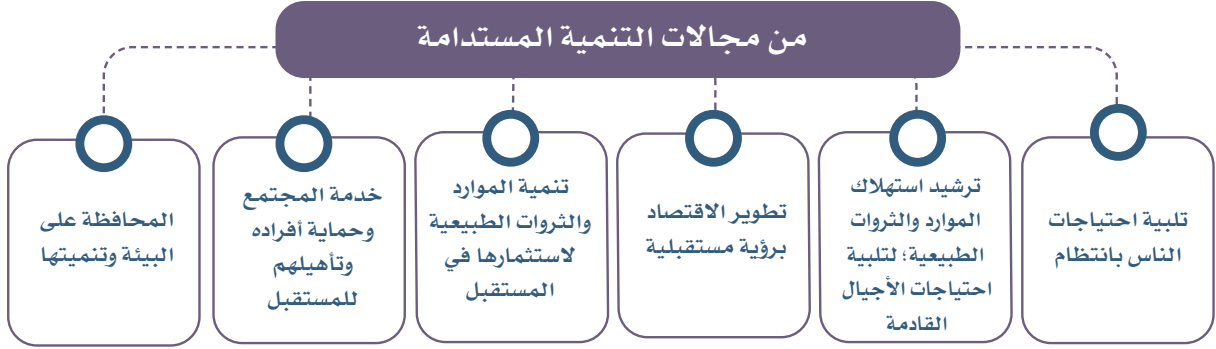 من مجالات التنمية المستدامة
تلبية احتياجات
الناس بانتظام
ترشيد استهلاك
الموارد والثروات
الطبيعية؛ لتلبية
احتياجات الأجيال
القادمة
تطوير الاقتصاد
برؤية مستقبلية
تنمية الموارد
والثروات الطبيعية
لاستثمارها في
المستقبل
خدمة المجتمع
وحماية أفراده
وتأهيلهم
للمستقبل
المحافظة على
البيئة وتنميتها